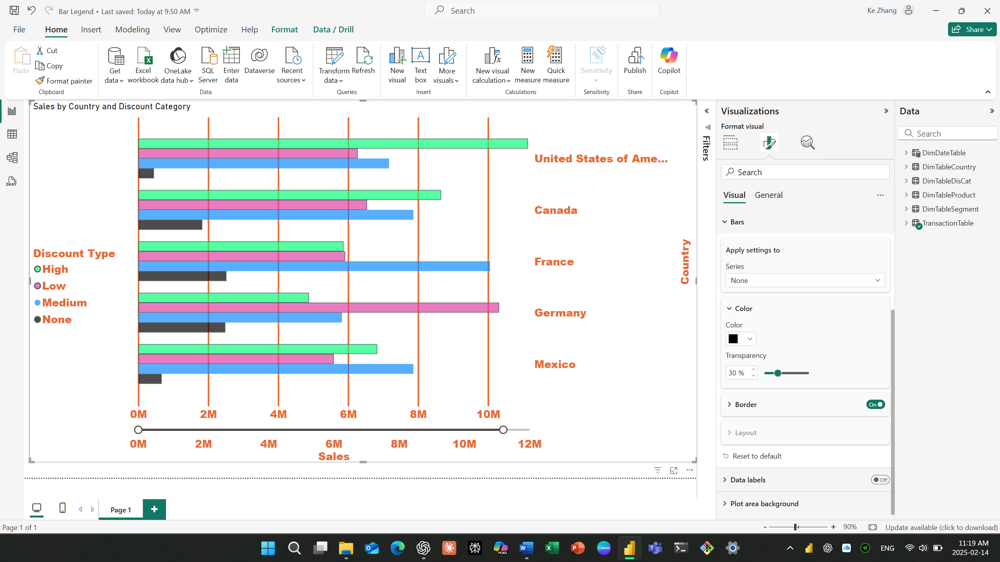 Bar Legend • Last saved: Today at 9:50 AM
Search
Ke Zhang
File
Home
Insert
Modeling
View
Optimize
Help
Format
Data / Drill
Share
Paste
Cut
Copy
Format painter
Clipboard
Get data
Excel workbook
OneLake data hub
SQL Server
Enter data
Dataverse
Recent sources
Data
Transform data
Refresh
Queries
New visual
Text box
More visuals
Insert
New visual calculation
New measure
Quick measure
Calculations
Sensitivity
Sensitivity
Publish
Share
Copilot
Copilot
DAX
Sales by Country and Discount Category
Discount Type
High
Low
Medium
None
United States of Ame...
Canada
France
Germany
Mexico
Country
0M 2M 4M 6M 8M 10M
0M 2M 4M 6M 8M 10M 12M
Sales
Filters
Visualizations
Format visual
Search
Visual
General
Bars
Apply settings to
Series
None
Color
Color
Transparency
30 %
Border
On
Layout
Reset to default
Data labels
Off
Plot area background
Data
Search
DimDateTable
DimTableCountry
DimTableDisCat
DimTableProduct
DimTableSegment
TransactionTable
Page 1
Page 1 of 1
- + 90%
Update available (click to download)
M365
Canva
ENG
11:19 AM
2025-02-14